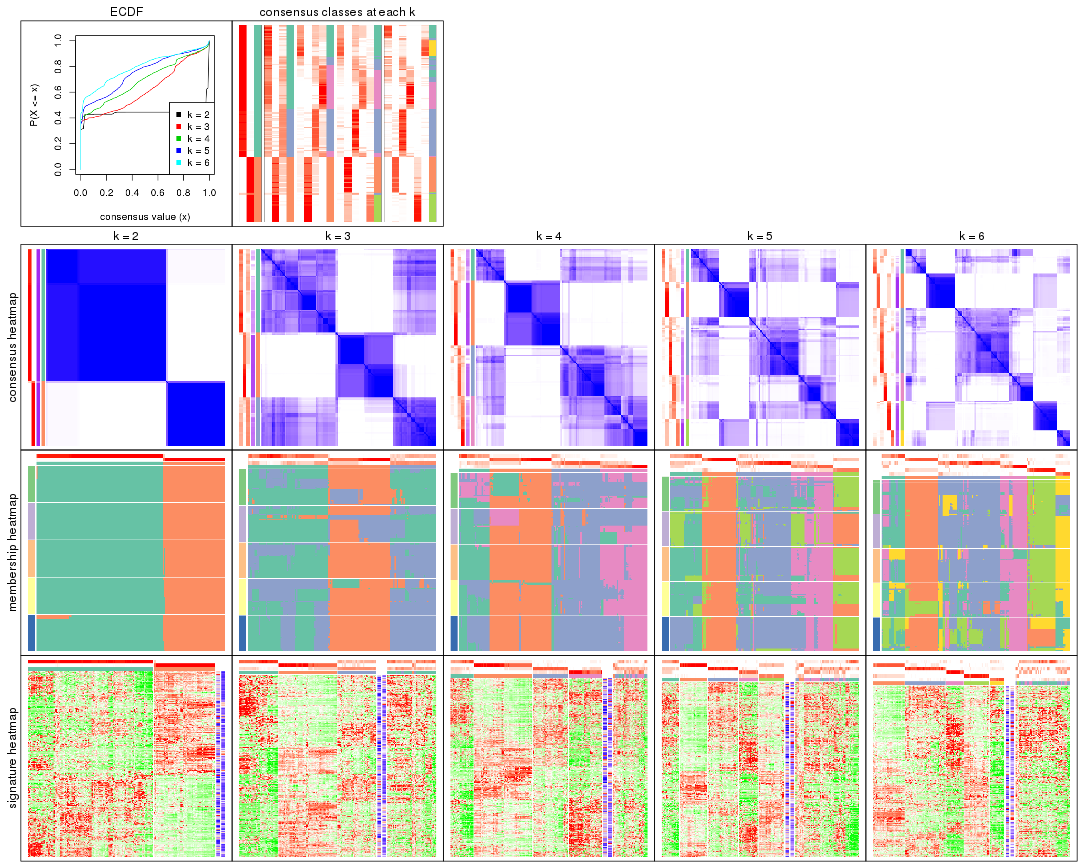 ECDF
consensus classes at each k
P(X <= x)
0.0 0.2 0.4 0.6 0.8 1.0
k = 2
k = 3
k = 4
k = 5
k = 6
0.0 0.2 0.4 0.6 0.8 1.0
consensus value (x)
k = 2
k = 3
k = 4
k = 5
k = 6
consensus heatmap
membership heatmap
signature heatmap